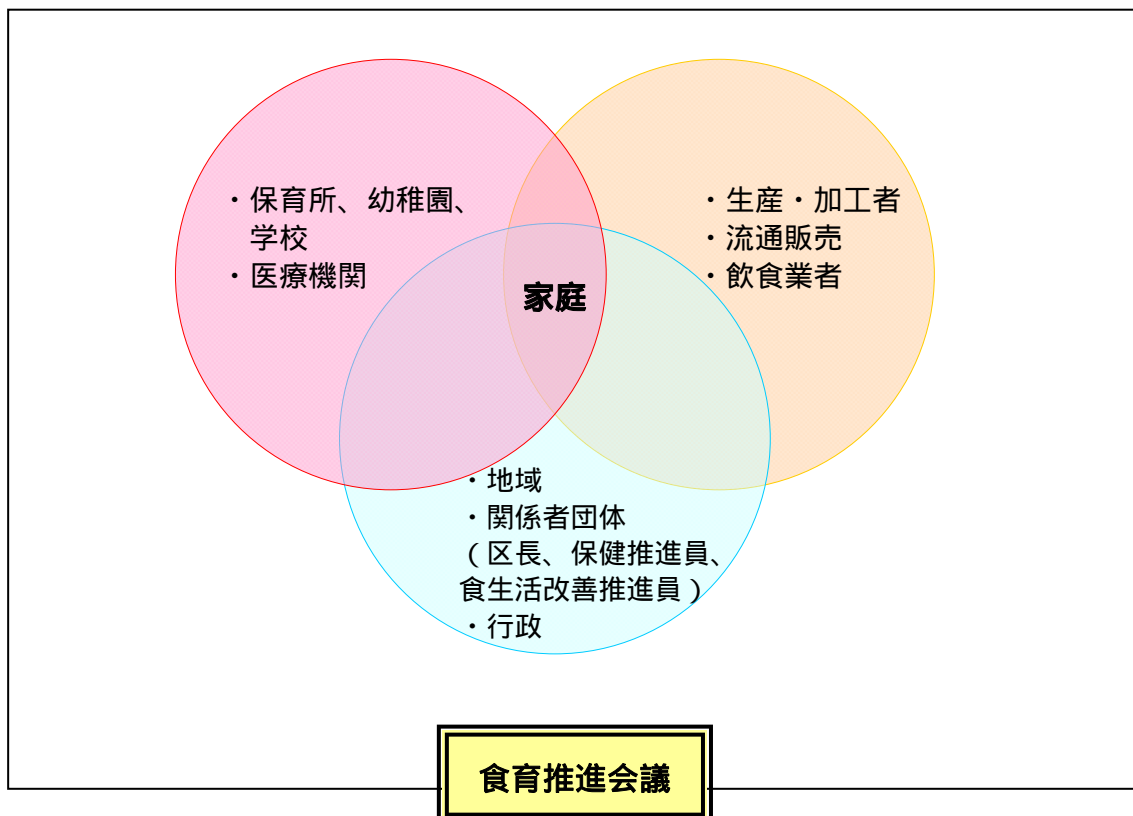 ・保育所、幼稚園、
学校
・医療機関
・生産・加工者
・流通販売
・飲食業者
家庭
・地域
・関係者団体
（区長、保健推進員、
食生活改善推進員）
・行政
食育推進会議